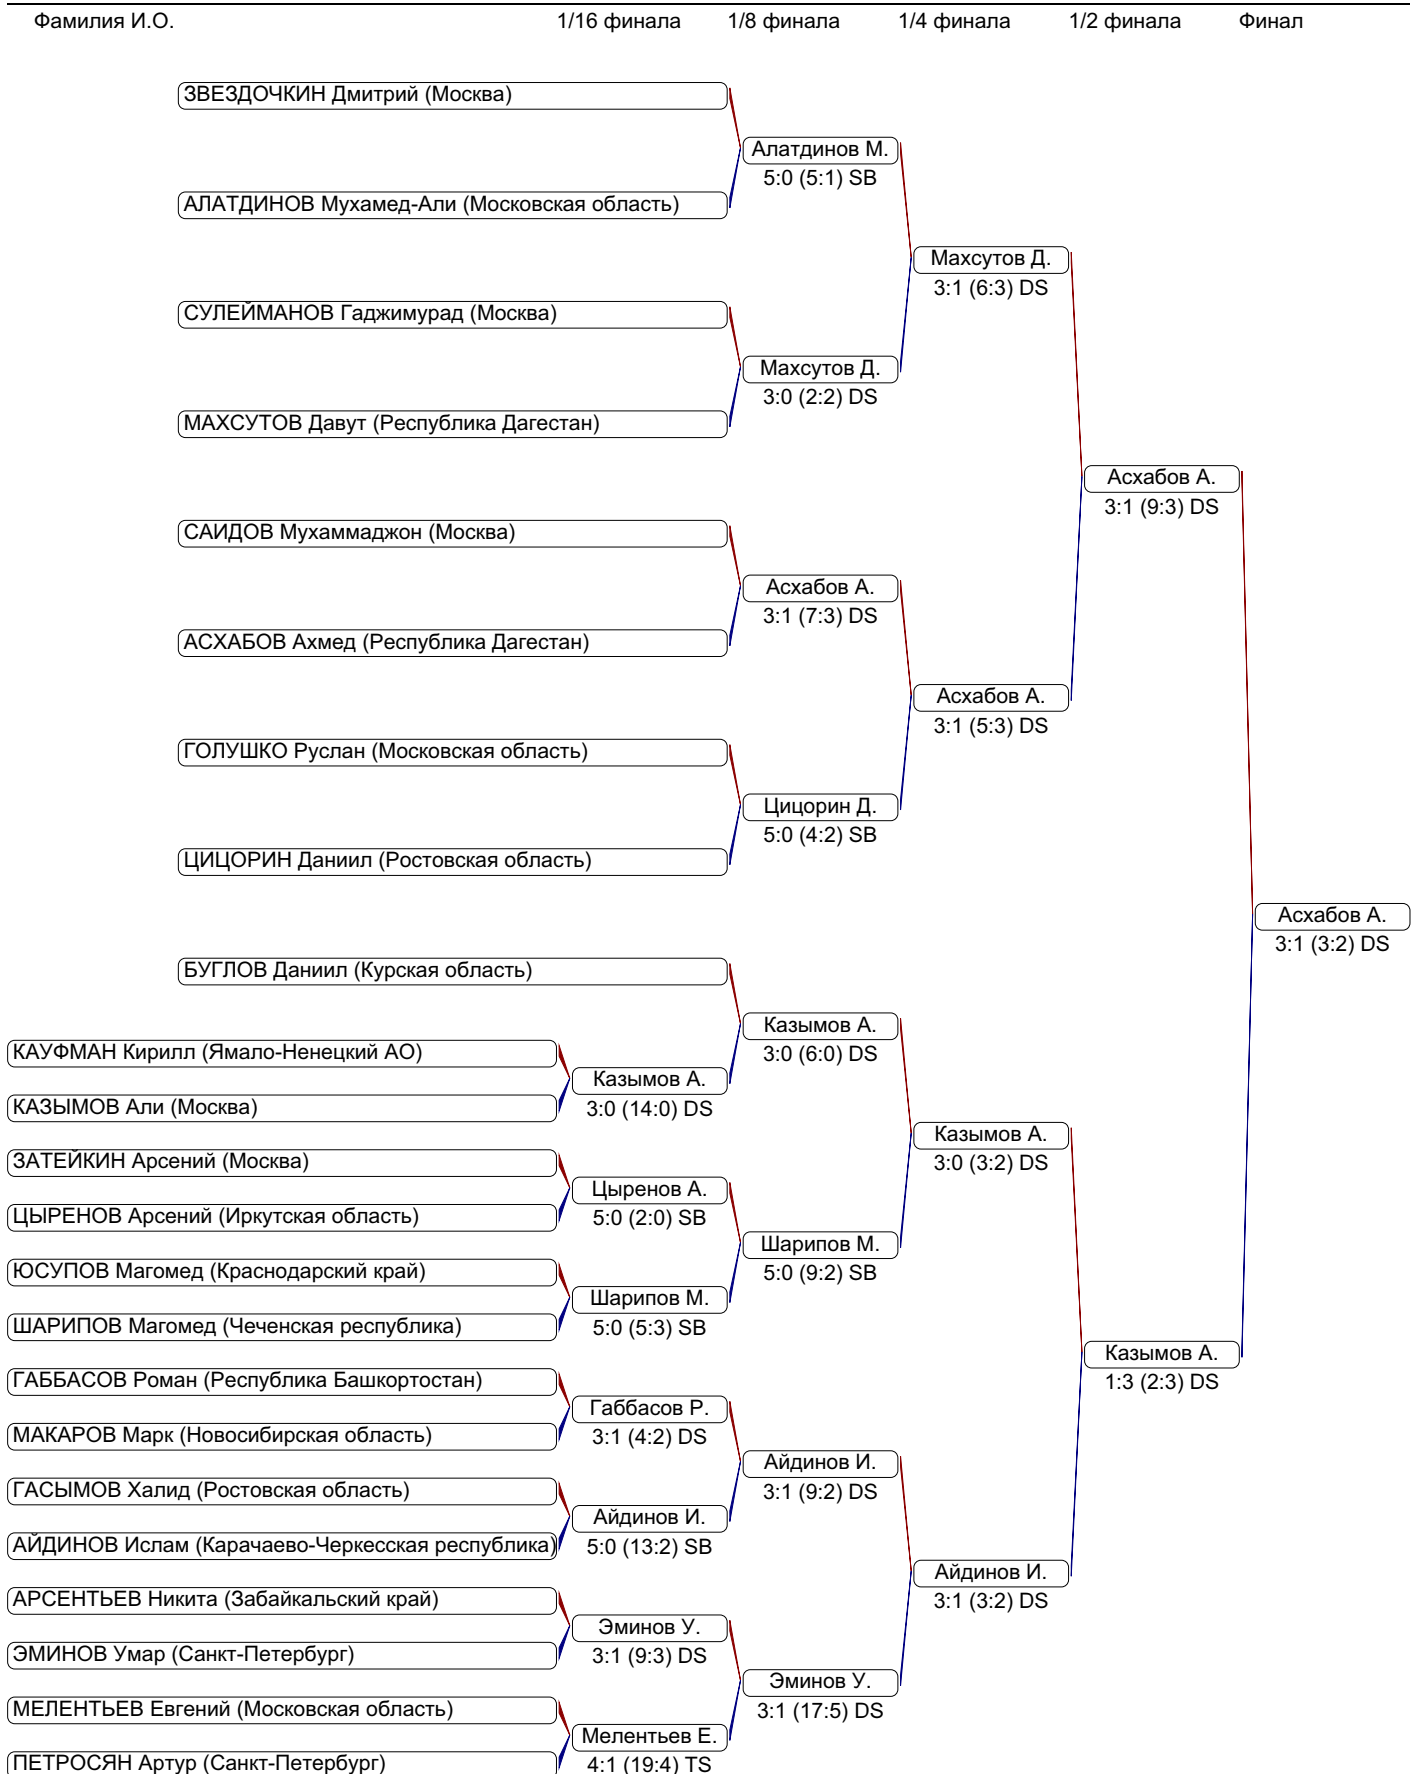 Фамилия И.О. 1/16 финала 1/8 финала 1/4 финала 1/2 финала Финал
ЗВЕЗДОЧКИН Дмитрий (Москва)
Алатдинов М.
5:0 (5:1) SB
АЛАТДИНОВ Мухамед-Али (Московская область)
Махсутов Д.
3:1 (6:3) DS
СУЛЕЙМАНОВ Гаджимурад (Москва)
Махсутов Д.
3:0 (2:2) DS
МАХСУТОВ Давут (Республика Дагестан)
Асхабов А.
3:1 (9:3) DS
САИДОВ Мухаммаджон (Москва)
Асхабов А.
3:1 (7:3) DS
АСХАБОВ Ахмед (Республика Дагестан)
Асхабов А.
3:1 (5:3) DS
ГОЛУШКО Руслан (Московская область)
Цицорин Д.
5:0 (4:2) SB
ЦИЦОРИН Даниил (Ростовская область)
Асхабов А.
3:1 (3:2) DS
БУГЛОВ Даниил (Курская область)
Казымов А.
3:0 (6:0) DS
КАУФМАН Кирилл (Ямало-Ненецкий АО)
Казымов А.
3:0 (14:0) DS
КАЗЫМОВ Али (Москва)
Казымов А.
3:0 (3:2) DS
ЗАТЕЙКИН Арсений (Москва)
Цыренов А.
5:0 (2:0) SB
ЦЫРЕНОВ Арсений (Иркутская область)
Шарипов М.
5:0 (9:2) SB
ЮСУПОВ Магомед (Краснодарский край)
Шарипов М.
5:0 (5:3) SB
ШАРИПОВ Магомед (Чеченская республика)
Казымов А.
1:3 (2:3) DS
ГАББАСОВ Роман (Республика Башкортостан)
Габбасов Р.
3:1 (4:2) DS
МАКАРОВ Марк (Новосибирская область)
Айдинов И.
3:1 (9:2) DS
ГАСЫМОВ Халид (Ростовская область)
Айдинов И.
5:0 (13:2) SB
АЙДИНОВ Ислам (Карачаево-Черкесская республика)
Айдинов И.
3:1 (3:2) DS
АРСЕНТЬЕВ Никита (Забайкальский край)
Эминов У.
3:1 (9:3) DS
ЭМИНОВ Умар (Санкт-Петербург)
Эминов У.
3:1 (17:5) DS
МЕЛЕНТЬЕВ Евгений (Московская область)
Мелентьев Е.
4:1 (19:4) TS
ПЕТРОСЯН Артур (Санкт-Петербург)